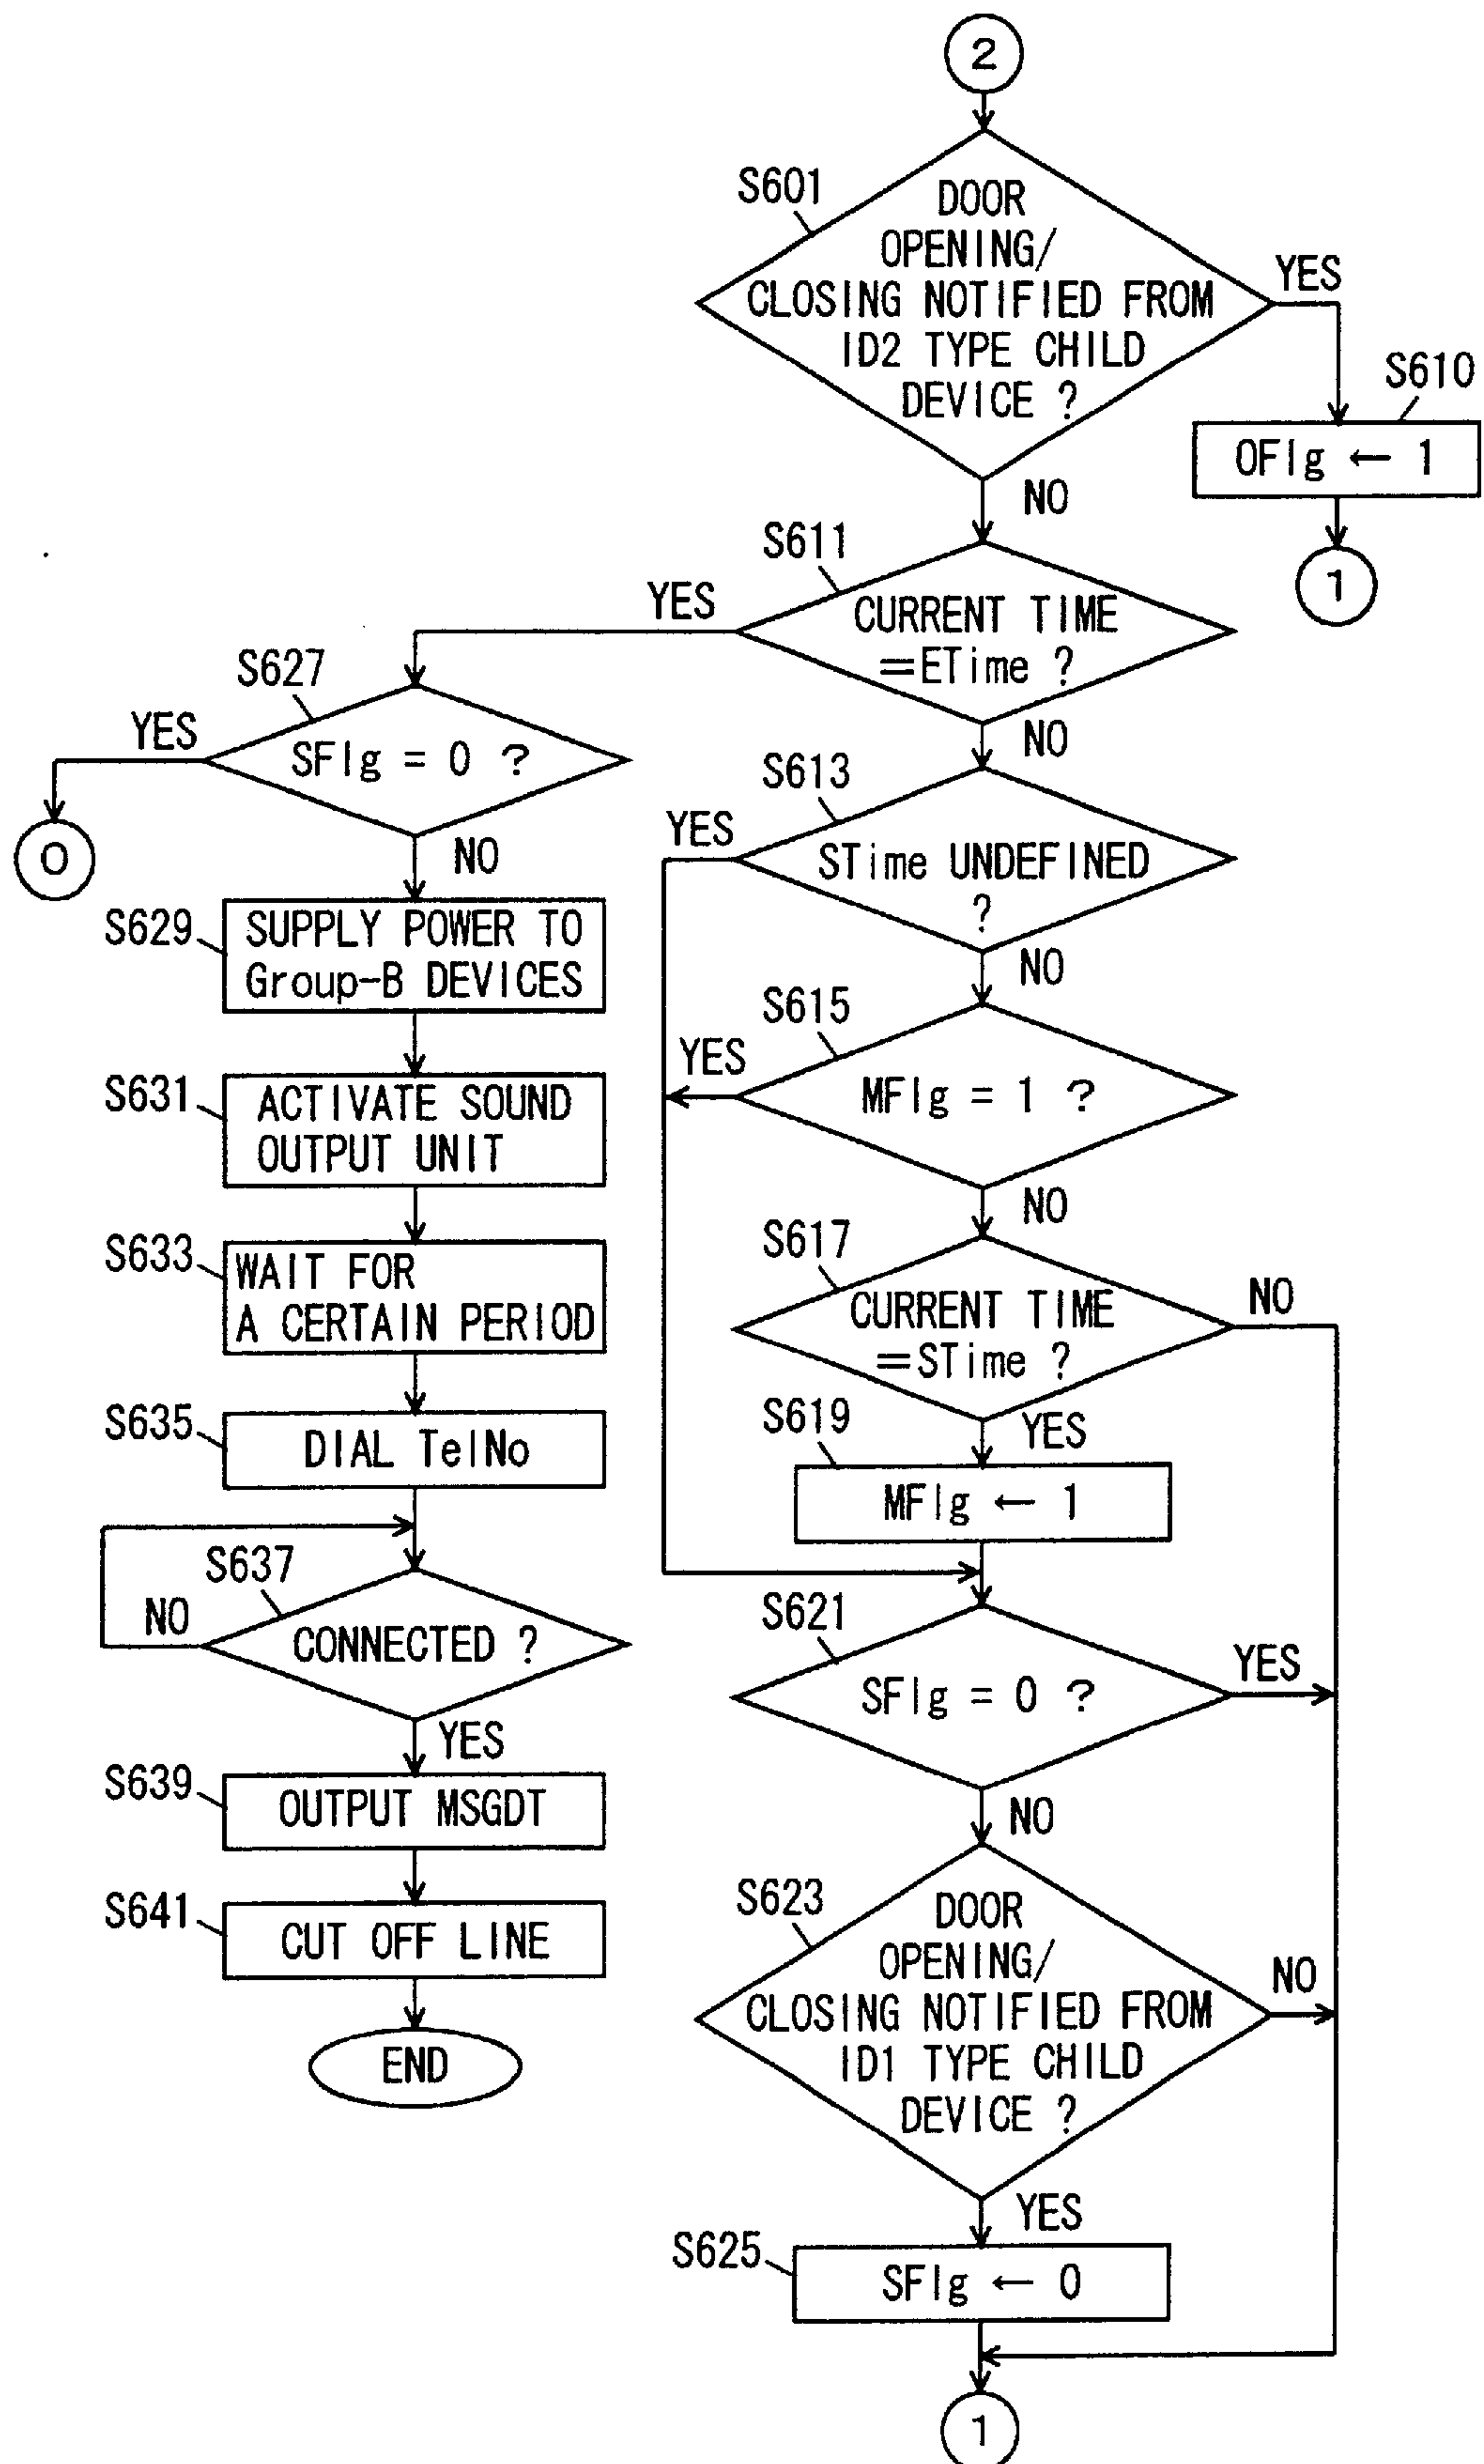 2
S601
DOOR
OPENING/
CLOSING NOTIFIED FROM
ID2 TYPE CHILD
DEVICE ?
YES
S610
OFlg ← 1
1
NO
S611
CURRENT TIME
=ETime ?
YES
S627
SFlg = 0 ?
YES
0
NO
S629
SUPPLY POWER TO
Group-B DEVICES
S631
ACTIVATE SOUND
OUTPUT UNIT
S633
WAIT FOR
A CERTAIN PERIOD
S635
DIAL TelNo
S637
CONNECTED ?
NO
YES
S639
OUTPUT MSGDT
S641
CUT OFF LINE
END
NO
S613
STime UNDEFINED
?
YES
NO
S615
MFlg = 1 ?
YES
NO
S617
CURRENT TIME
=STime ?
NO
YES
S619
MFlg ← 1
S621
SFlg = 0 ?
YES
NO
S623
DOOR
OPENING/
CLOSING NOTIFIED FROM
ID1 TYPE CHILD
DEVICE ?
NO
YES
S625
SFlg ← 0
1